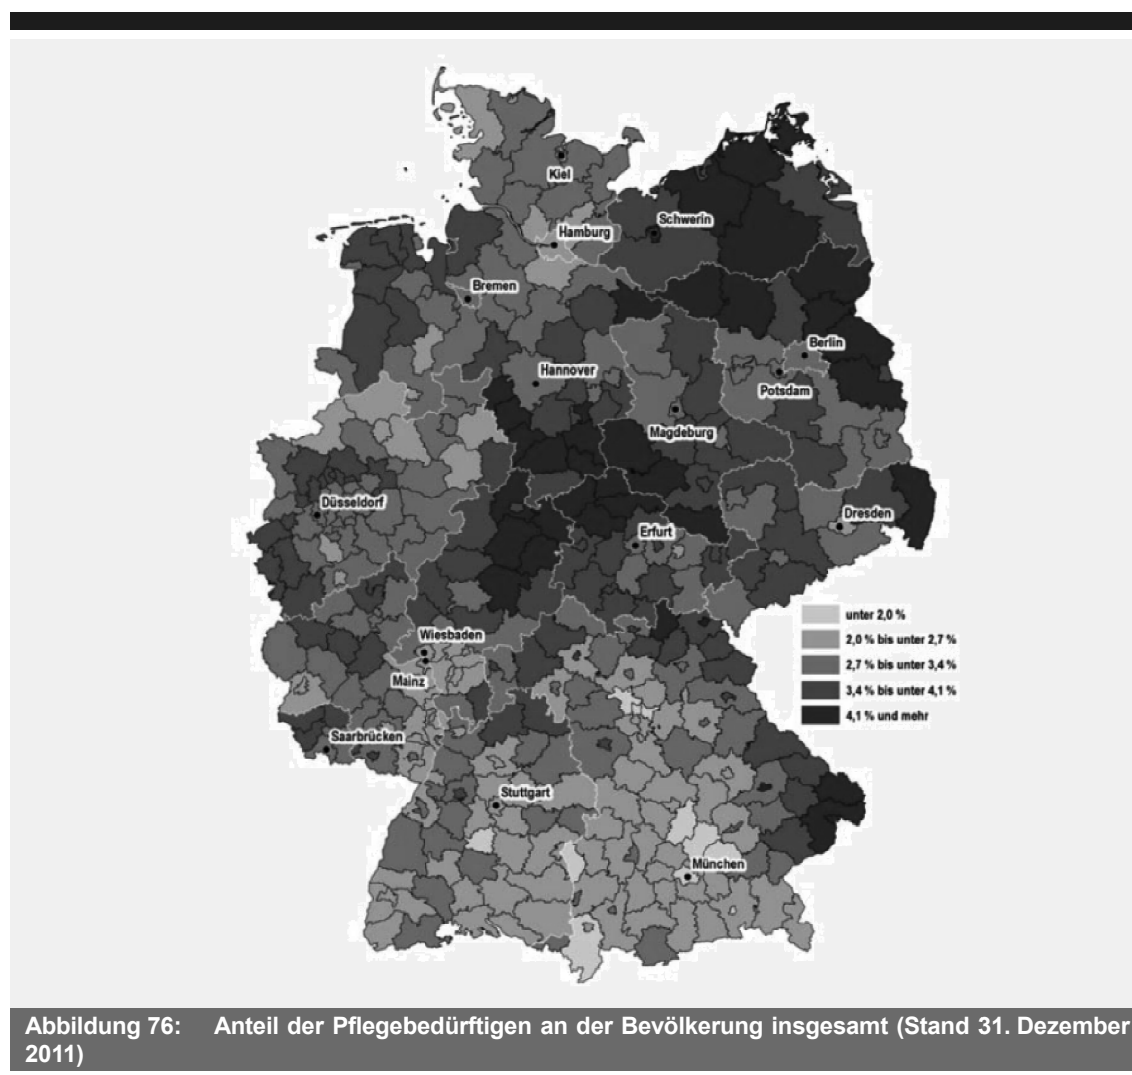 Kiel
Schwerin
Hamburg
Bremen
Berlin
Hannover
Potsdam
Magdeburg
Düsseldorf
Dresden
Erfurt
unter 2,0 %
Wiesbaden
2,0 % bis unter 2,7 %
2,7 % bis unter 3,4 %
Mainz
3,4 % bis unter 4,1 %
4,1 % und mehr
Saarbrücken
Stuttgart
München
Abbildung 76: Anteil der Pflegebedürftigen an der Bevölkerung insgesamt (Stand 31. Dezember
2011)